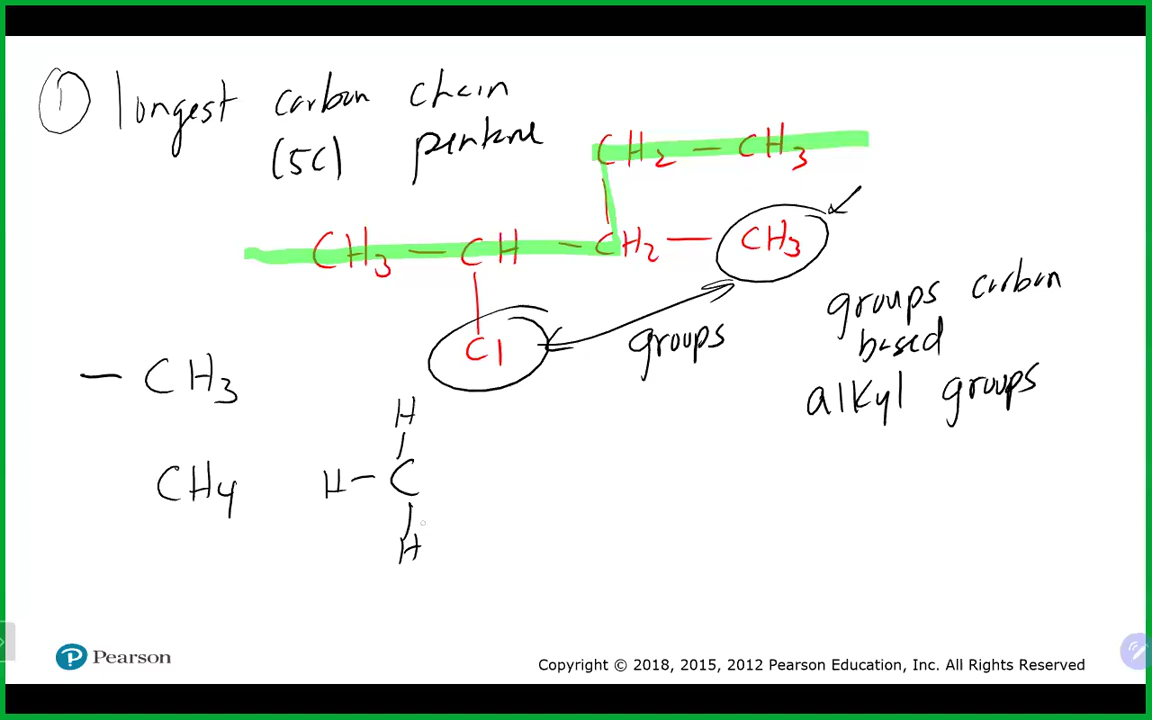 ① longest carbon chain
(5C) pentane
CH2 – CH3
CH3 – CH – CH2 – CH3
Cl
groups
groups carbon
based
alkyl groups
– CH3
CH4
H
H – C
H
Pearson
Copyright © 2018, 2015, 2012 Pearson Education, Inc. All Rights Reserved